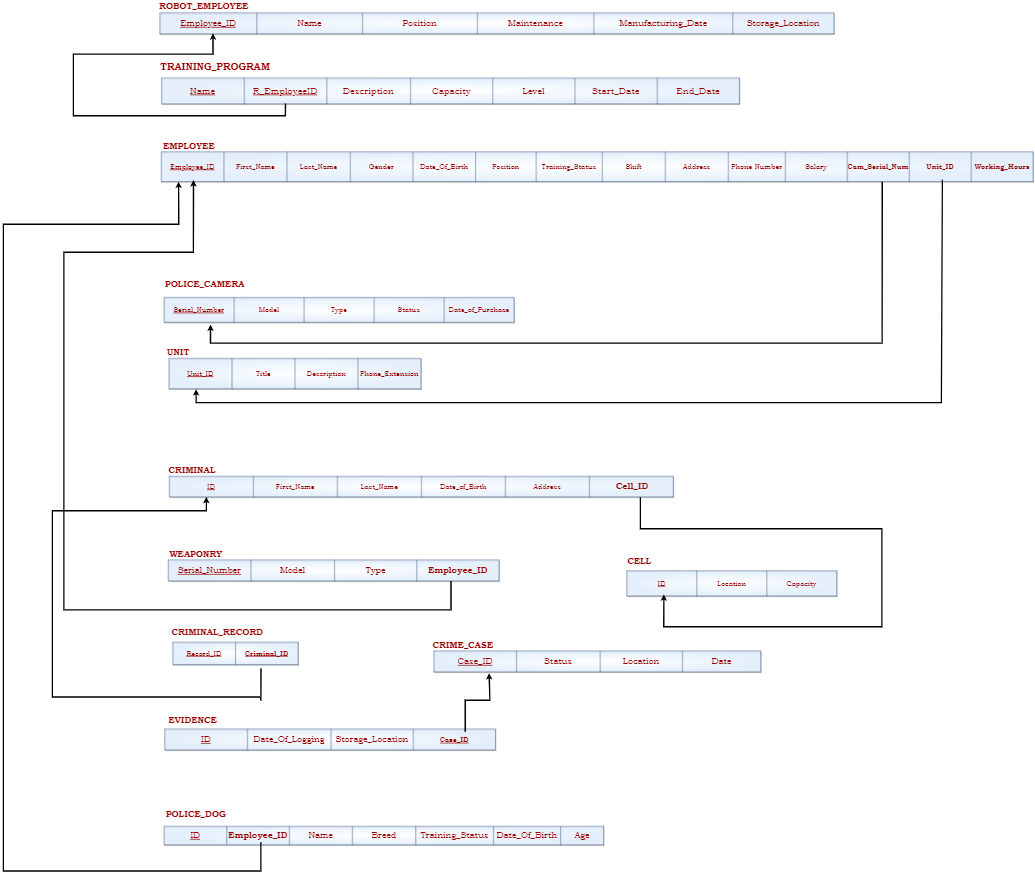 ROBOT_EMPLOYEE
Employee_ID Name Position Maintenance Manufacturing_Date Storage_Location
TRAINING_PROGRAM
Name R_EmployeeID Description Capacity Level Start_Date End_Date
EMPLOYEE
Employee_ID First_Name Last_Name Gender Date_Of_Birth Position Training_Status Shift Address Phone Number Salary Cam_Serial_Num Unit_ID Working_Hours
POLICE_CAMERA
Serial_Number Model Type Status Date_of_Purchase
UNIT
Unit_ID Title Description Phone_Extension
CRIMINAL
ID First_Name Last_Name Date_of_Birth Address Cell_ID
WEAPONRY
Serial_Number Model Type Employee_ID
CELL
ID Location Capacity
CRIMINAL_RECORD
Record_ID Criminal_ID
CRIME_CASE
Case_ID Status Location Date
EVIDENCE
ID Date_Of_Logging Storage_Location Case_ID
POLICE_DOG
ID Employee_ID Name Breed Training_Status Date_Of_Birth Age